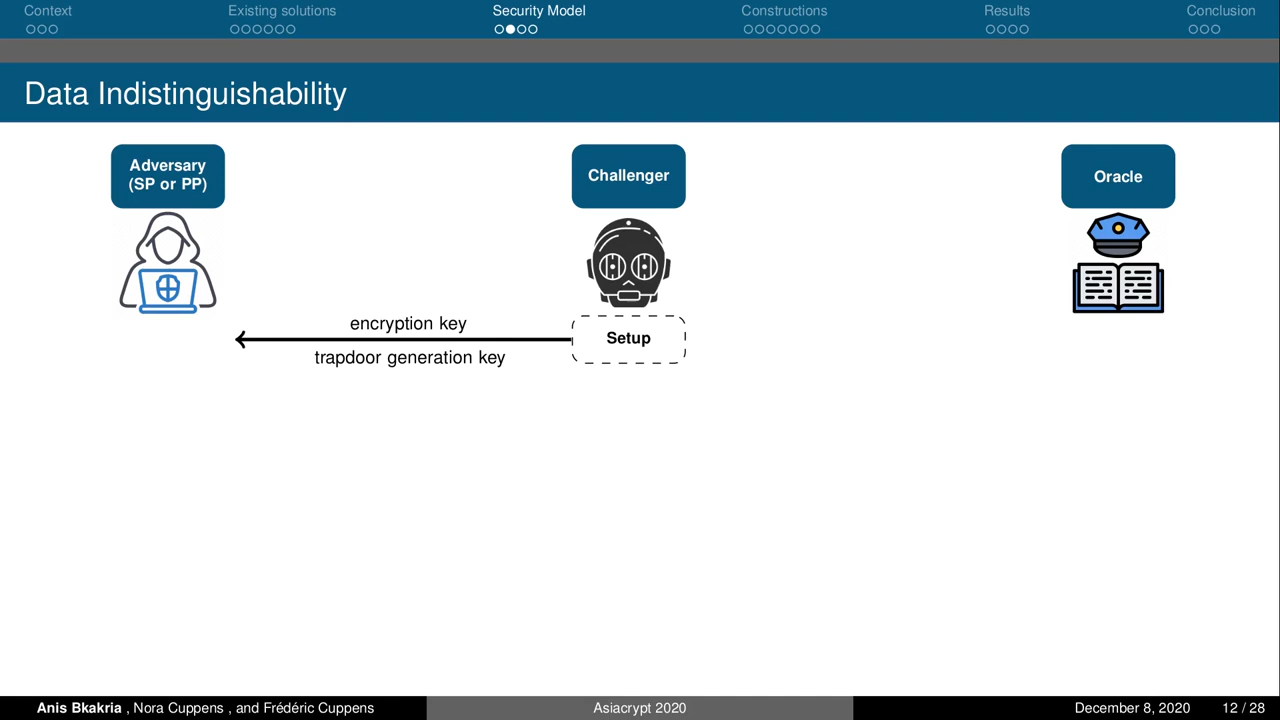 Context Existing solutions Security Model Constructions Results Conclusion
Data Indistinguishability
Adversary
(SP or PP)
Challenger
Oracle
encryption key
Setup
trapdoor generation key
Anis Bkakria , Nora Cuppens , and Frédéric Cuppens Asiacrypt 2020 December 8, 2020 12 / 28